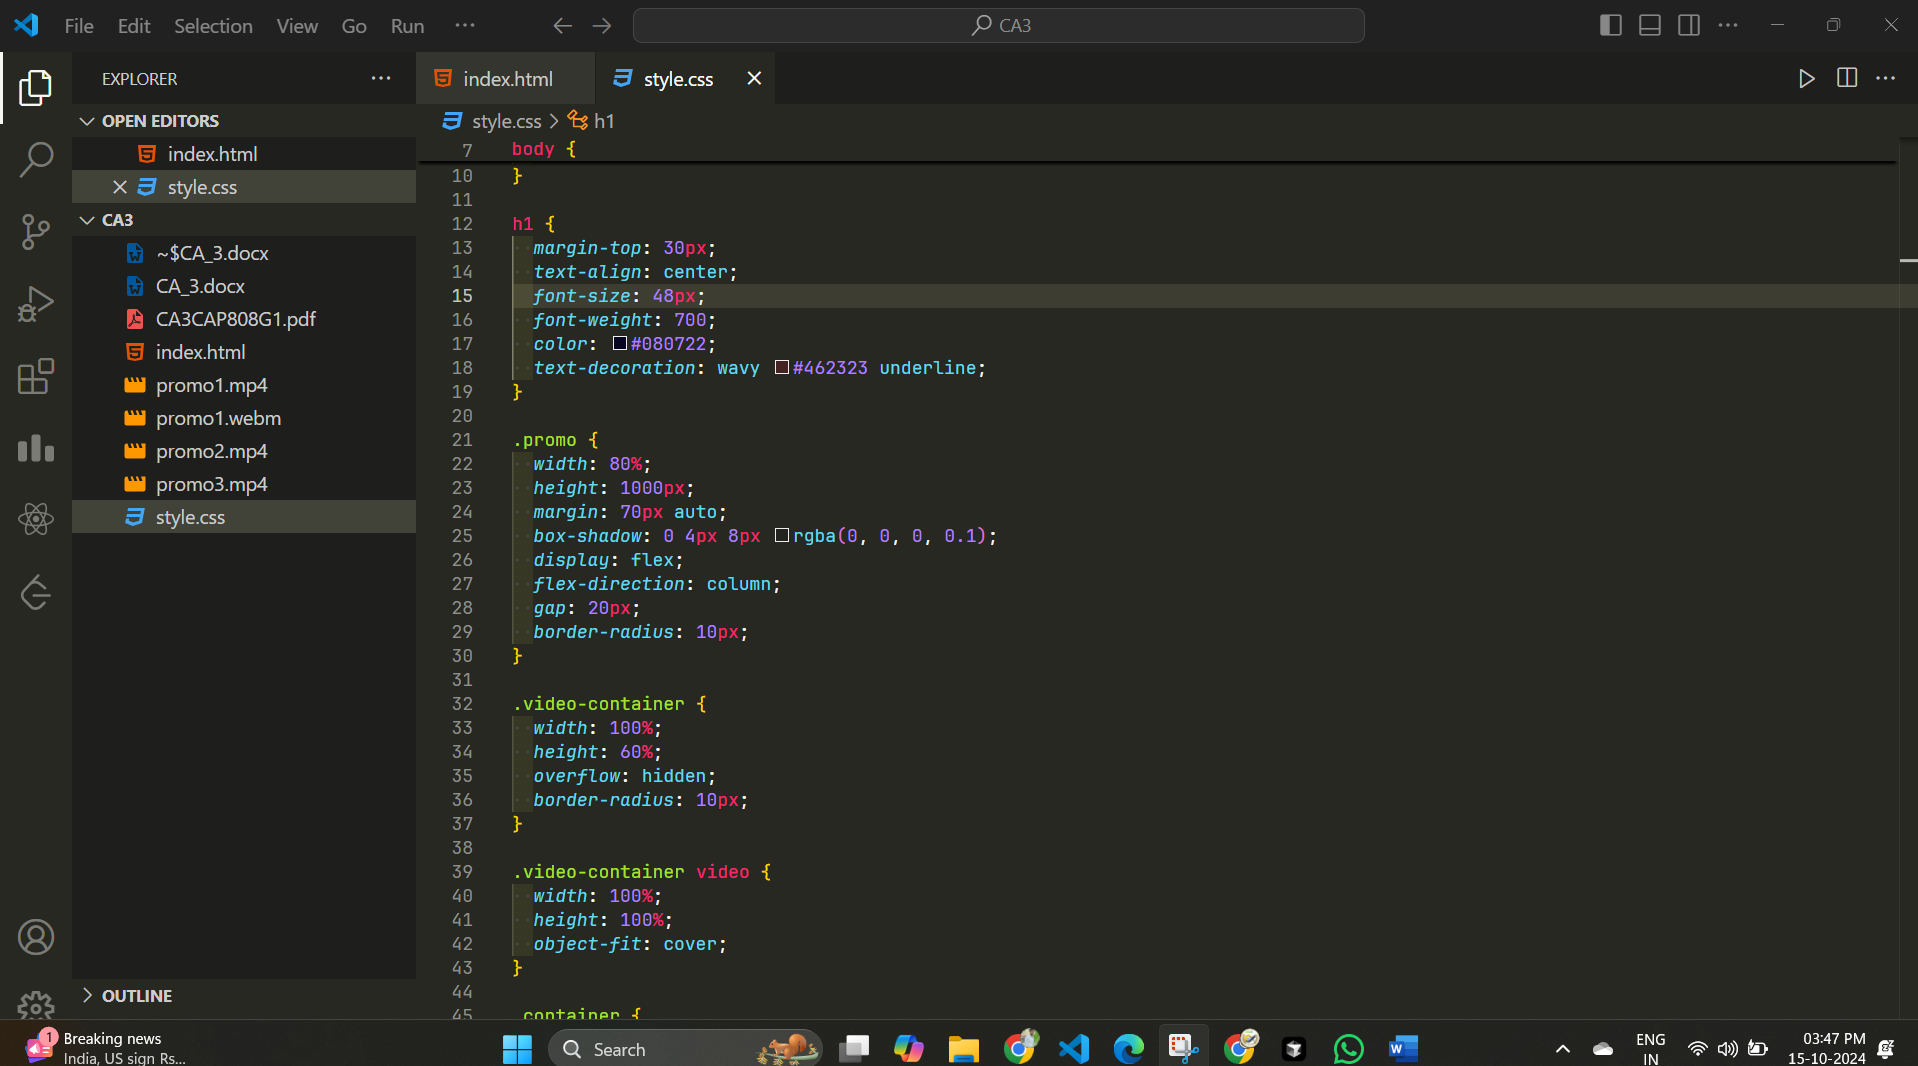 File Edit Selection View Go Run ···
CA3
EXPLORER ···
index.html style.css
OPEN EDITORS
style.css > h1
index.html
style.css
CA3
~$CA_3.docx
CA_3.docx
CA3CAP808G1.pdf
index.html
promo1.mp4
promo1.webm
promo2.mp4
promo3.mp4
style.css
OUTLINE
7 body {
10 }
11
12 h1 {
13 margin-top: 30px;
14 text-align: center;
15 font-size: 48px;
16 font-weight: 700;
17 color: #080722;
18 text-decoration: wavy #462323 underline;
19 }
20
21 .promo {
22 width: 80%;
23 height: 1000px;
24 margin: 70px auto;
25 box-shadow: 0 4px 8px rgba(0, 0, 0, 0.1);
26 display: flex;
27 flex-direction: column;
28 gap: 20px;
29 border-radius: 10px;
30 }
31
32 .video-container {
33 width: 100%;
34 height: 60%;
35 overflow: hidden;
36 border-radius: 10px;
37 }
38
39 .video-container video {
40 width: 100%;
41 height: 100%;
42 object-fit: cover;
43 }
44
45 .container {
1
Breaking news
India, US sign Rs...
Search
ENG
IN
03:47 PM
15-10-2024